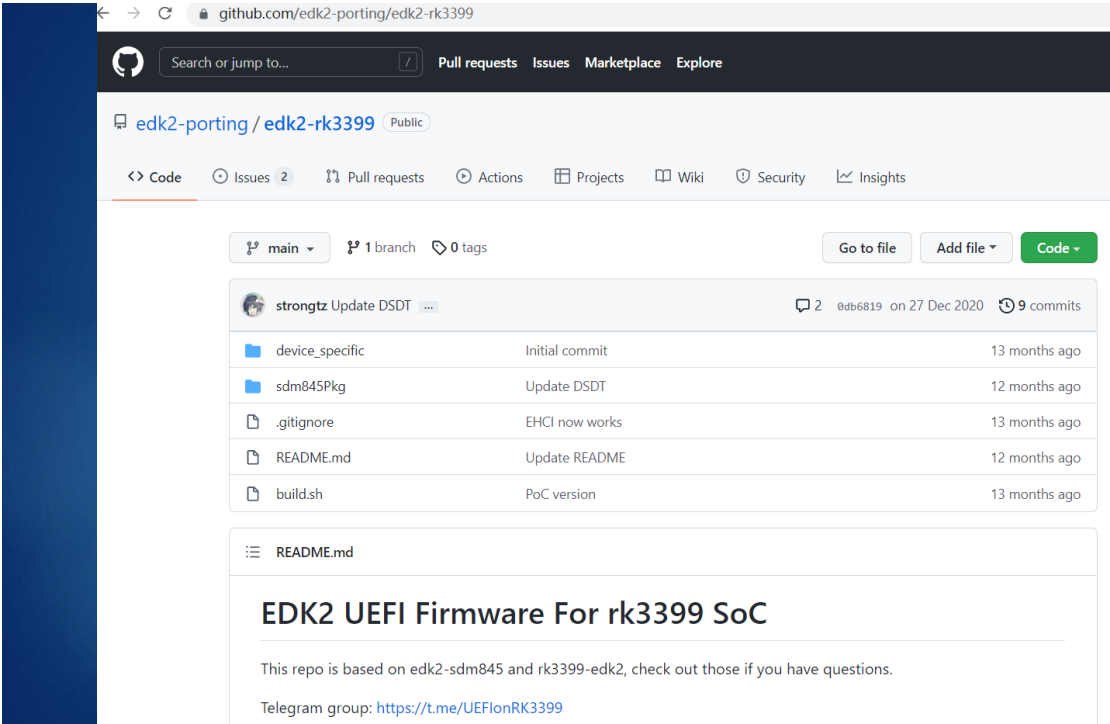 github.com/edk2-porting/edk2-rk3399
Search or jump to... / Pull requests Issues Marketplace Explore
edk2-porting / edk2-rk3399 Public
Code Issues 2 Pull requests Actions Projects Wiki Security Insights
main 1 branch 0 tags Go to file Add file Code
strongtz Update DSDT ... 2 0db6819 on 27 Dec 2020 9 commits
device_specific Initial commit 13 months ago
sdm845Pkg Update DSDT 12 months ago
.gitignore EHCI now works 13 months ago
README.md Update README 12 months ago
build.sh PoC version 13 months ago
README.md
EDK2 UEFI Firmware For rk3399 SoC
This repo is based on edk2-sdm845 and rk3399-edk2, check out those if you have questions.
Telegram group: https://t.me/UEFIonRK3399